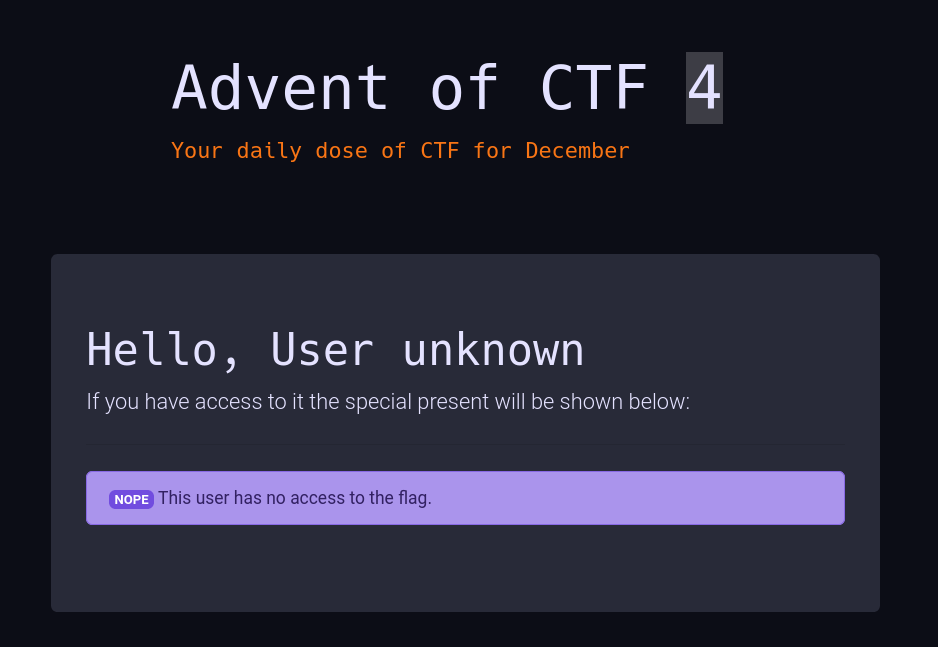 Advent of CTF 4
Your daily dose of CTF for December
Hello, User unknown
If you have access to it the special present will be shown below:
NOPE This user has no access to the flag.